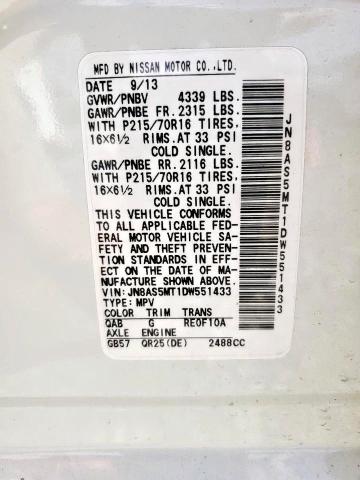 MFD BY NISSAN MOTOR CO.,LTD.
DATE 9/13
GVWR/PNBV 4339 LBS.
GAWR/PNBE FR. 2315 LBS.
WITH P215/70R16 TIRES,
16X6½ RIMS.AT 33 PSI
COLD SINGLE.
GAWR/PNBE RR. 2116 LBS.
WITH P215/70R16 TIRES,
16X6½ RIMS.AT 33 PSI
COLD SINGLE.
THIS VEHICLE CONFORMS
TO ALL APPLICABLE FED-
ERAL MOTOR VEHICLE SA-
FETY AND THEFT PREVEN-
TION STANDARDS IN EFF-
ECT ON THE DATE OF MA-
NUFACTURE SHOWN ABOVE.
VIN: JN8AS5MT1DW551433
TYPE: MPV
COLOR TRIM TRANS
QAB G RE0F10A
AXLE ENGINE
GB57 QR25(DE) 2488CC
JN8AS5MT1DW551433